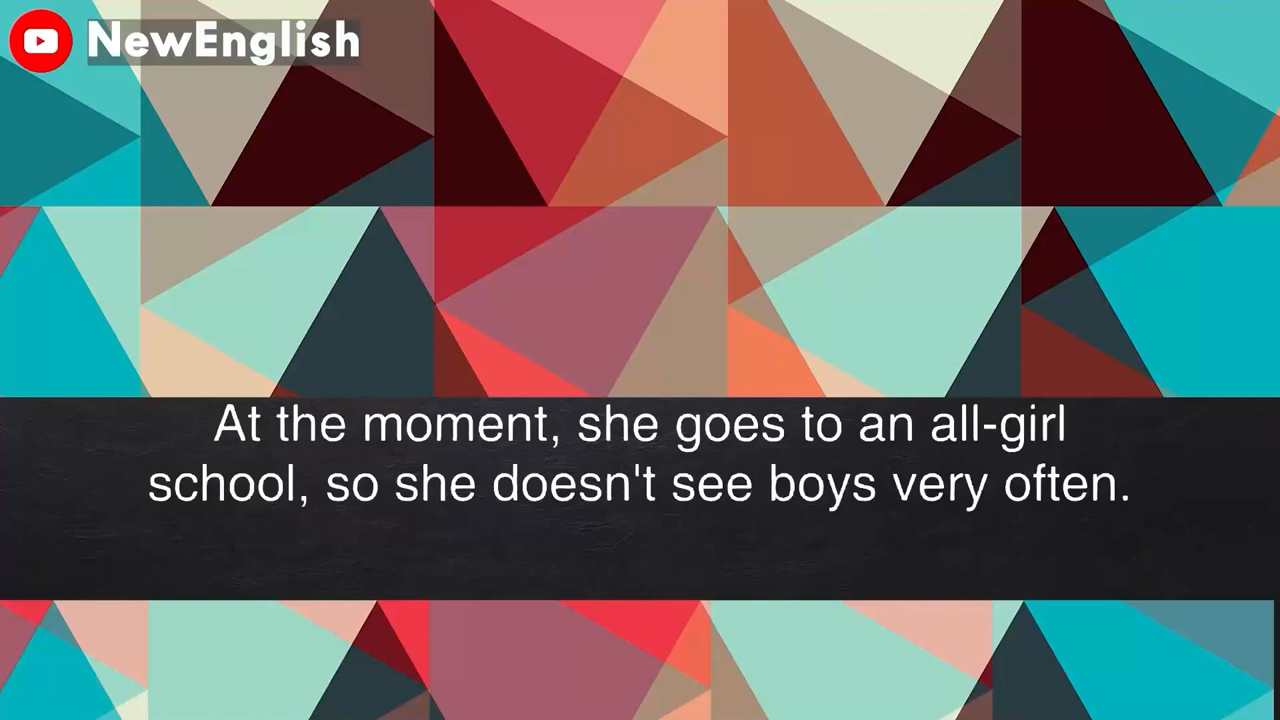 NewEnglish
At the moment, she goes to an all-girl
school, so she doesn't see boys very often.